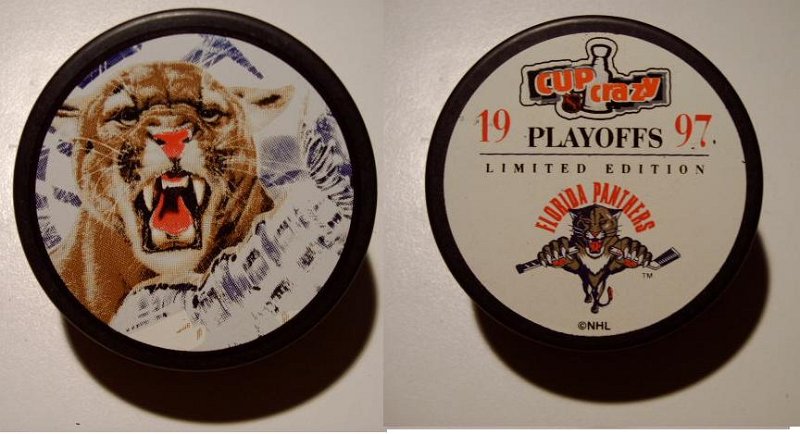 CUP crazy
19 PLAYOFFS 97
LIMITED EDITION
FLORIDA PANTHERS
TM
©NHL